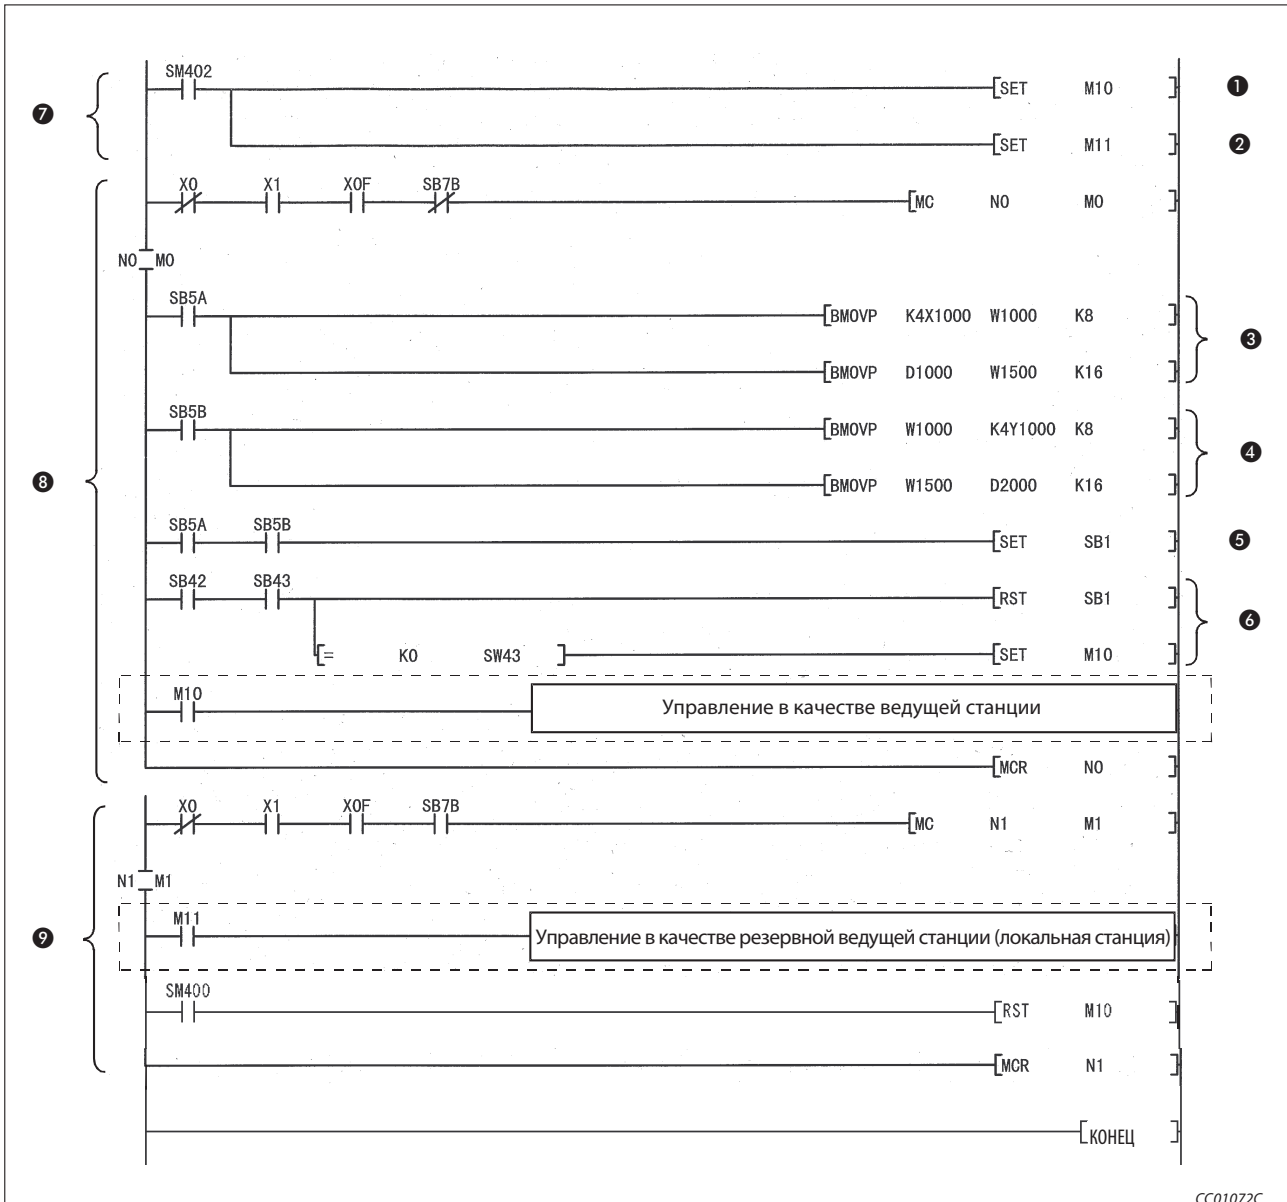 SM402
[SET M10 ] ❶
❼
[SET M11 ] ❷
X0 X1 X0F SB7B
[MC N0 M0 ]
N0 M0
SB5A
[BMOVP K4X1000 W1000 K8 ]
❸
[BMOVP D1000 W1500 K16 ]
SB5B
[BMOVP W1000 K4Y1000 K8 ]
❹
❽
[BMOVP W1500 D2000 K16 ]
SB5A SB5B
[SET SB1 ] ❺
SB42 SB43
[RST SB1 ]
❻
[= K0 SW43 ] [SET M10 ]
M10
Управление в качестве ведущей станции
[MCR N0 ]
X0 X1 X0F SB7B
[MC N1 M1 ]
N1 M1
M11
❾
Управление в качестве резервной ведущей станции (локальная станция)
SM400
[RST M10 ]
[MCR N1 ]
[КОНЕЦ ]
CC01072C